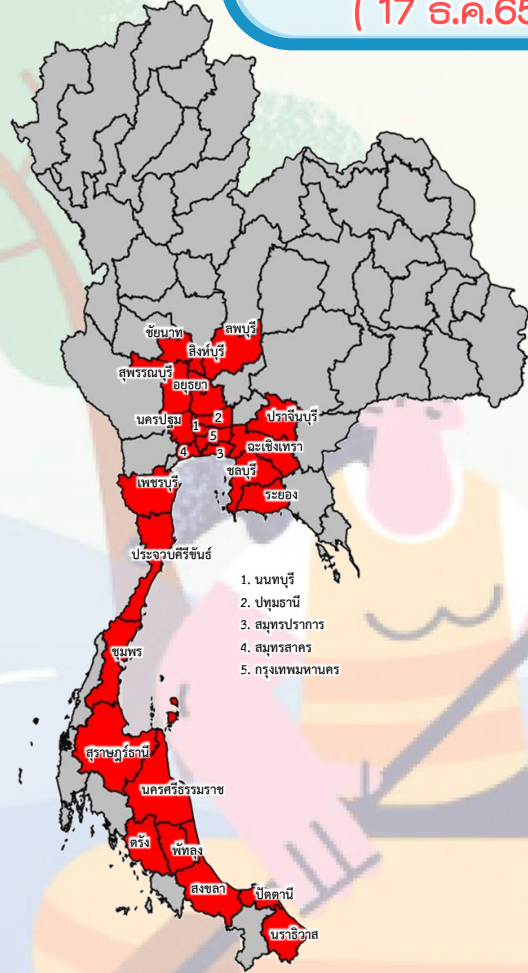 ( 17 ธ.ค.65
ชัยนาท
ลพบุรี
สิงห์บุรี
สุพรรณบุรี
อยุธยา
นครปฐม
1
2
ปราจีนบุรี
5
4
3
ฉะเชิงเทรา
ชลบุรี
เพชรบุรี
ระยอง
ประจวบคีรีขันธ์
1. นนทบุรี
2. ปทุมธานี
3. สมุทรปราการ
4. สมุทรสาคร
5. กรุงเทพมหานคร
ชุมพร
สุราษฎร์ธานี
นครศรีธรรมราช
ตรัง
พัทลุง
สงขลา
ปัตตานี
นราธิวาส